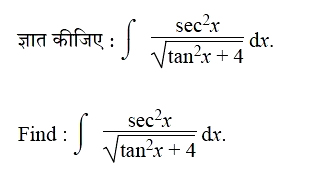 ज्ञात कीजिए : ∫ sec²x / √(tan²x + 4) dx.
Find : ∫ sec²x / √(tan²x + 4) dx.